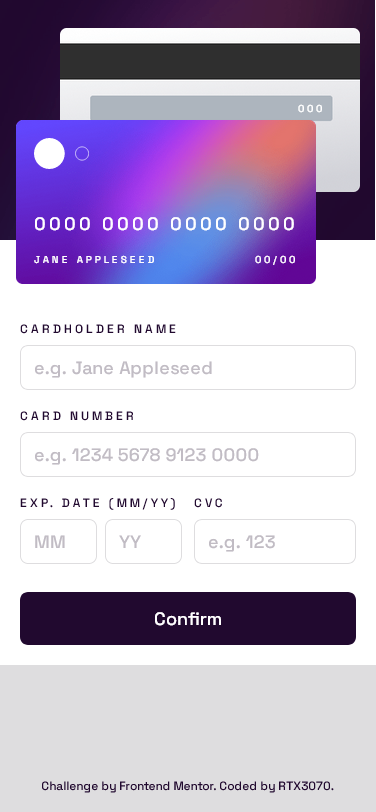 000
0000 0000 0000 0000
JANE APPLESEED 00/00
CARDHOLDER NAME
e.g. Jane Appleseed
CARD NUMBER
e.g. 1234 5678 9123 0000
EXP. DATE (MM/YY) CVC
MM YY e.g. 123
Confirm
Challenge by Frontend Mentor. Coded by RTX3070.